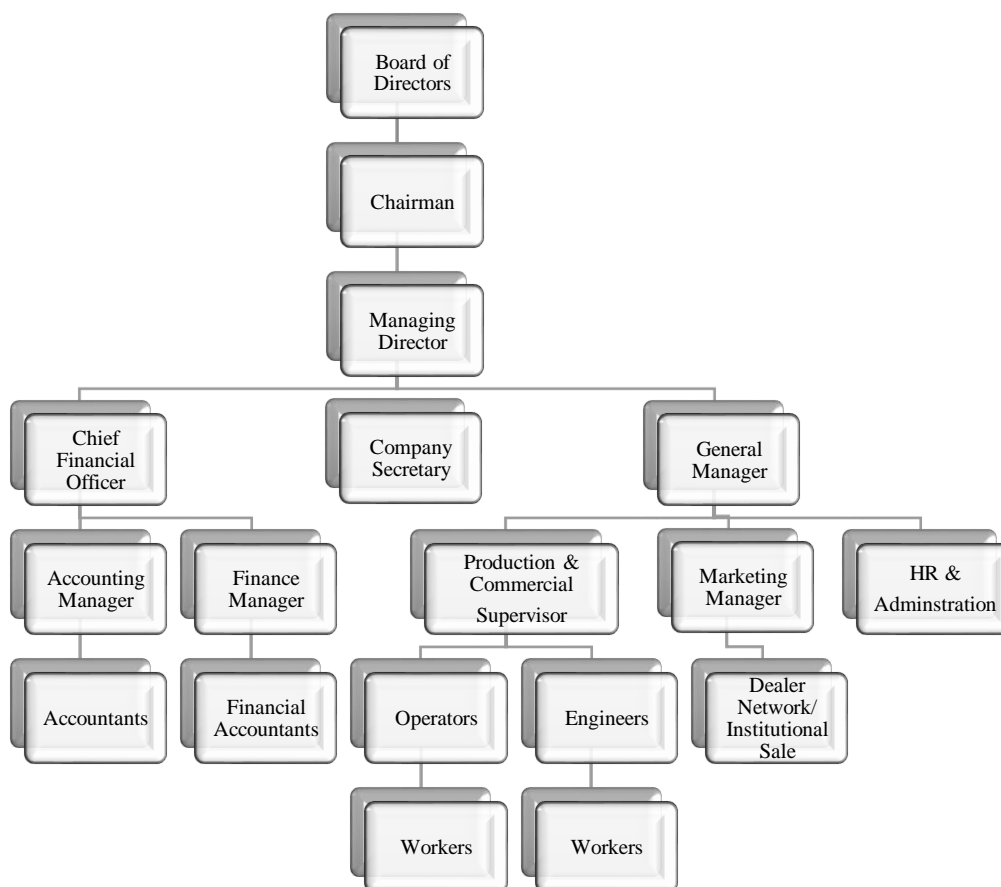 Board of
Directors
Chairman
Managing
Director
Chief
Financial
Officer
Company
Secretary
General
Manager
Accounting
Manager
Finance
Manager
Production &
Commercial
Supervisor
Marketing
Manager
HR &
Adminstration
Accountants
Financial
Accountants
Operators
Engineers
Dealer
Network/
Institutional
Sale
Workers
Workers